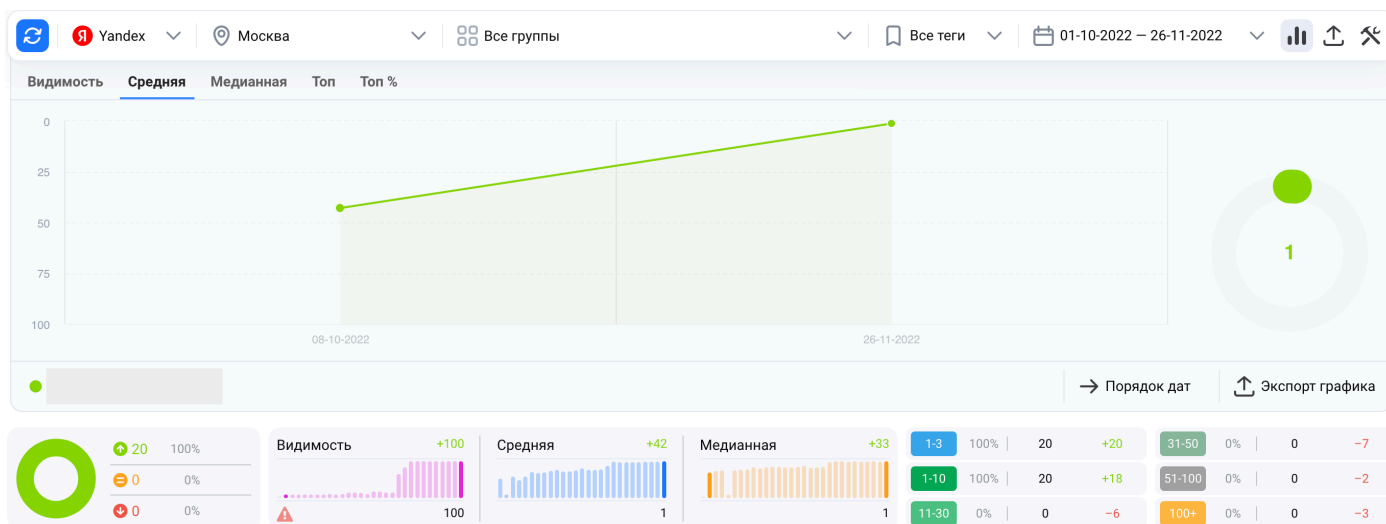 Я Yandex Москва Все группы Все теги 01-10-2022 — 26-11-2022
Видимость Средняя Медианная Топ Топ %
0
25
50
75
100
08-10-2022 26-11-2022
1
Порядок дат Экспорт графика
20 100%
0 0%
0 0%
Видимость +100
100
Средняя +42
1
Медианная +33
1
1-3 100% 20 +20
1-10 100% 20 +18
11-30 0% 0 −6
31-50 0% 0 −7
51-100 0% 0 −2
100+ 0% 0 −3